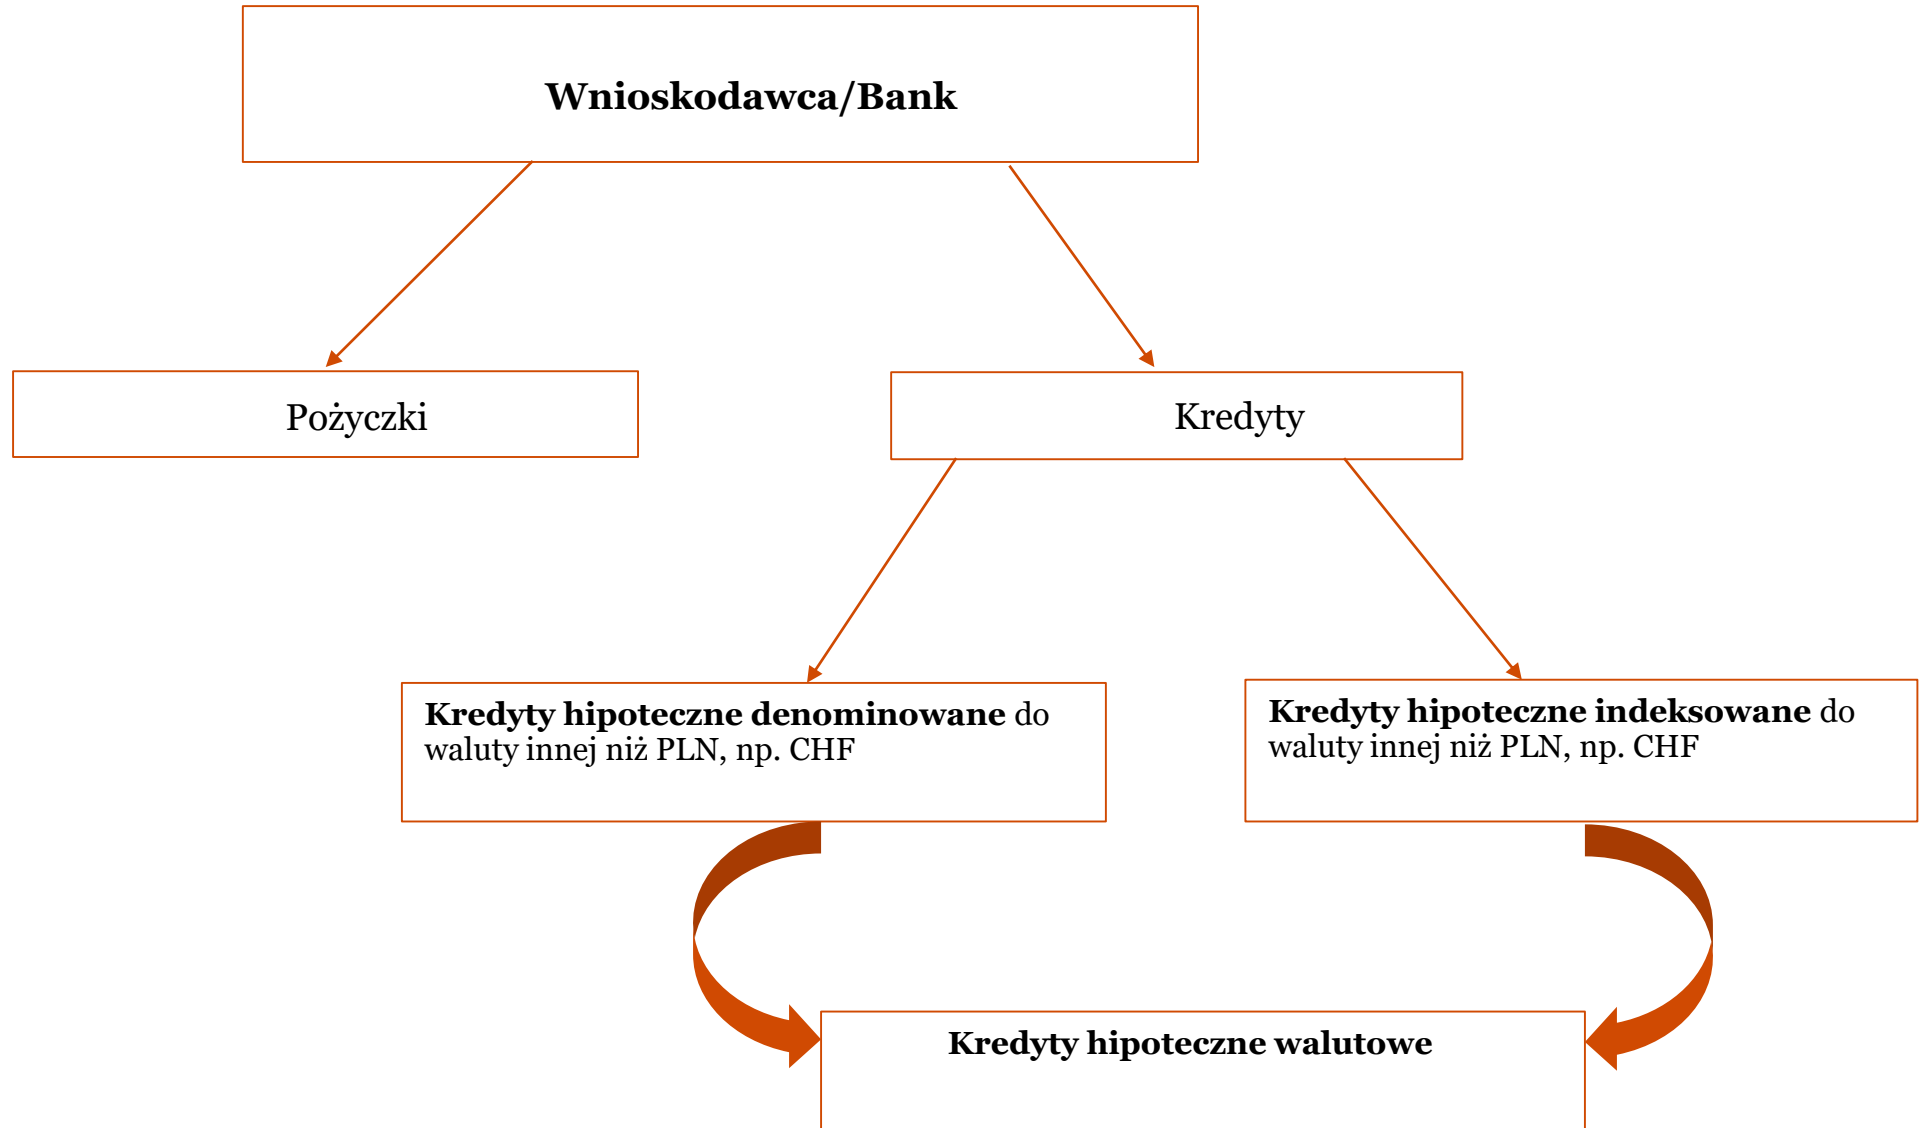 Wnioskodawca/Bank
Pożyczki
Kredyty
Kredyty hipoteczne denominowane do
waluty innej niż PLN, np. CHF
Kredyty hipoteczne indeksowane do
waluty innej niż PLN, np. CHF
Kredyty hipoteczne walutowe